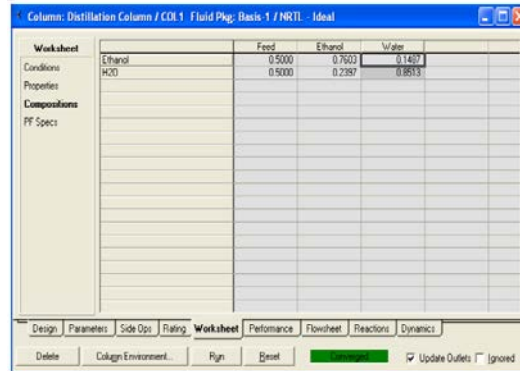 Column: Distillation Column / COL1 Fluid Pkg: Basis-1 / NRTL - Ideal
Worksheet
Conditions
Properties
Compositions
PF Specs
Feed Ethanol Water
Ethanol 0.5000 0.7603 0.1487
H2O 0.5000 0.2397 0.8513
Design Parameters Side Ops Rating Worksheet Performance Flowsheet Reactions Dynamics
Delete Column Environment... Run Reset Converged Update Outlets Ignored